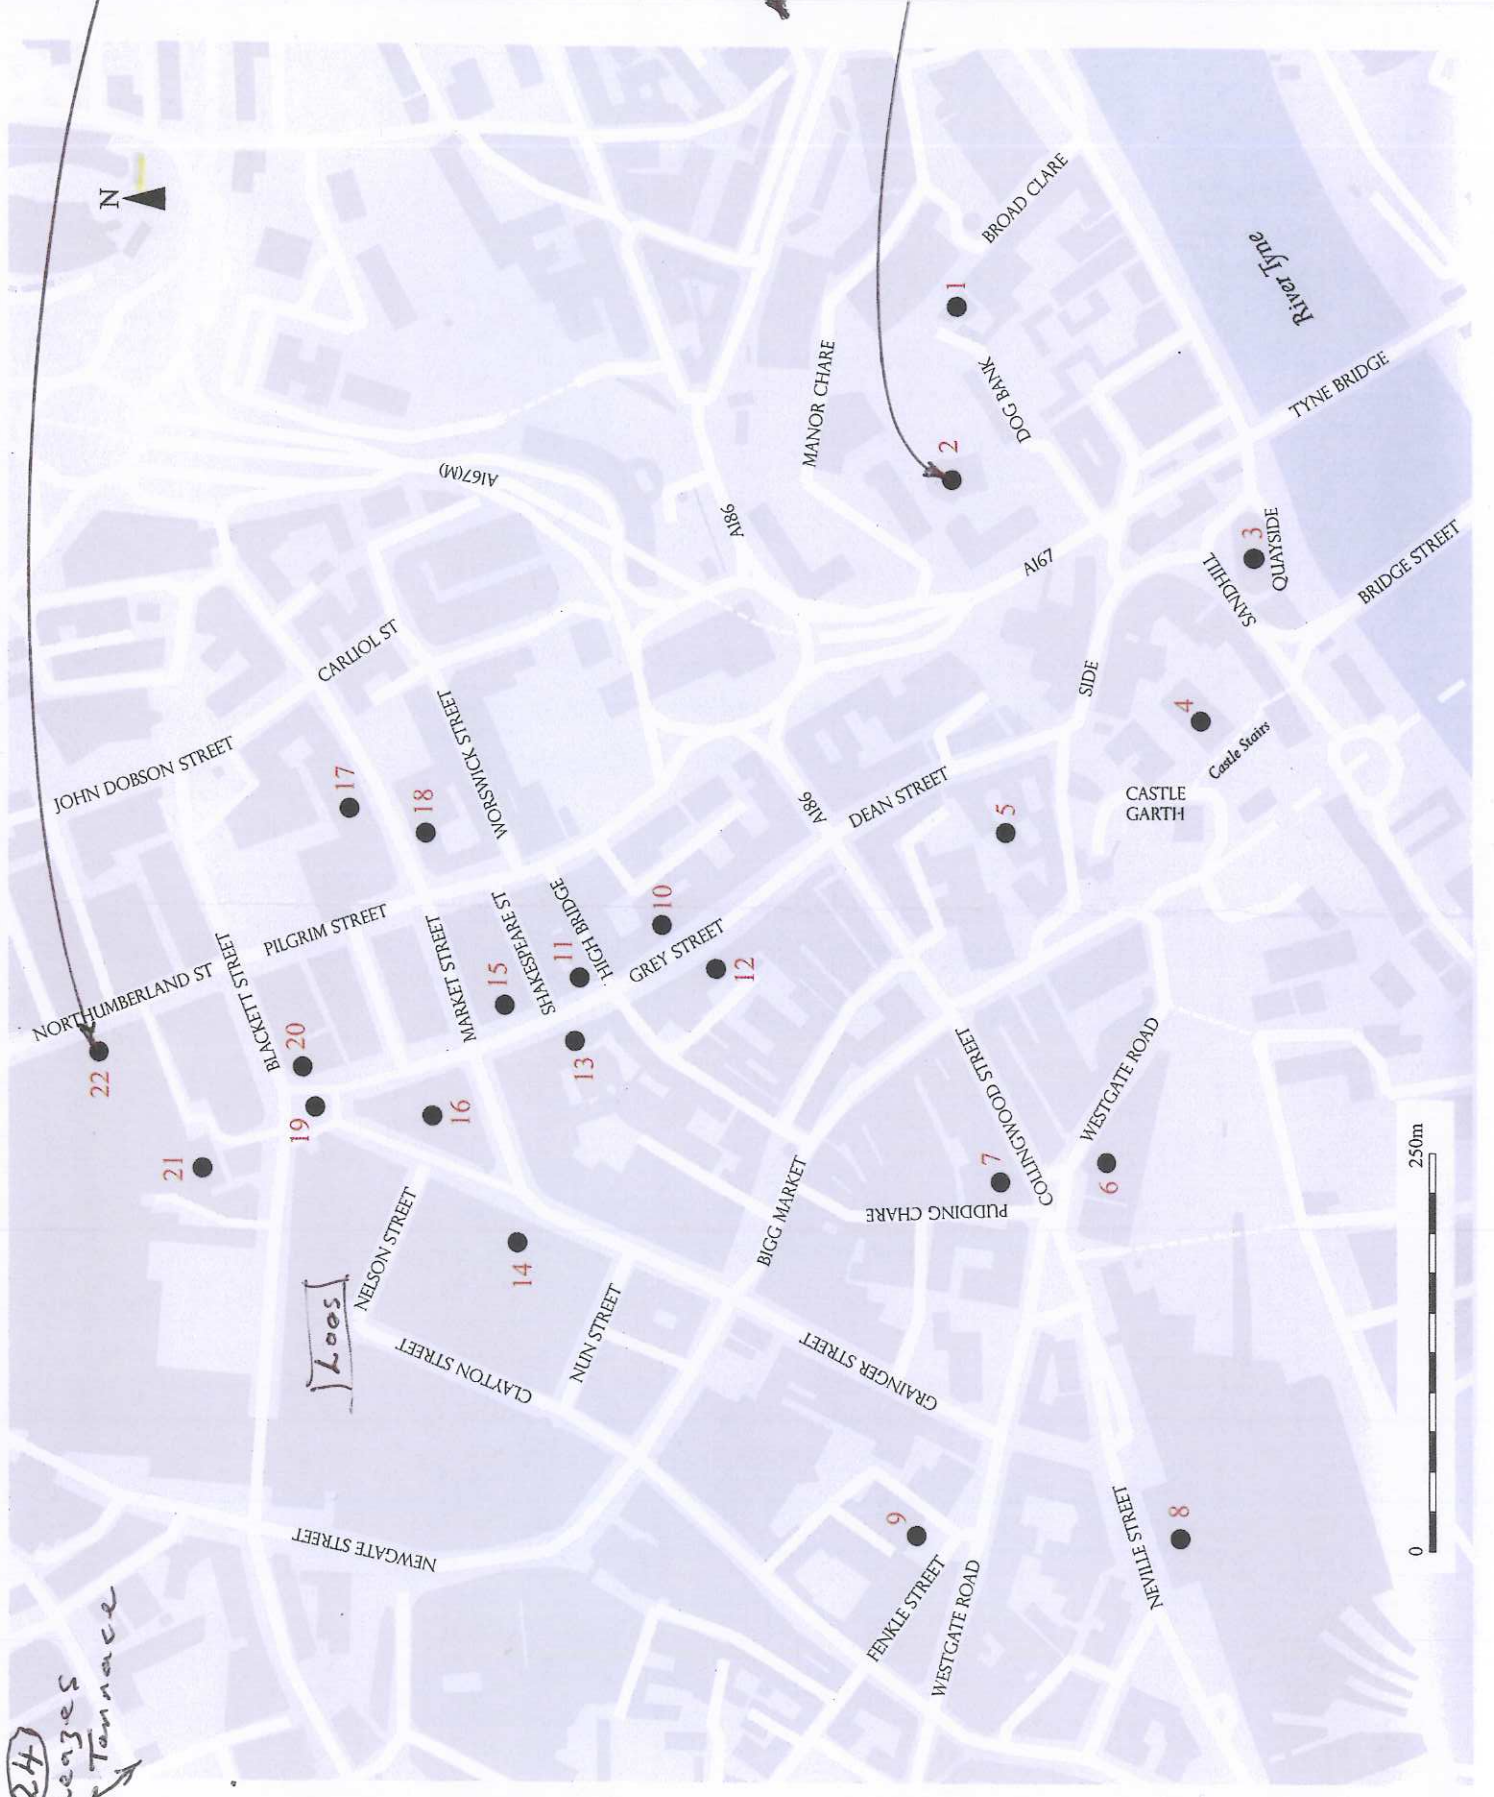 N
BROAD CLARE
1
River Tyne
MANOR CHARE
DOG BANK
TYNE BRIDGE
2
A167(M)
A186
A167
3
QUAYSIDE
SANDHILL
BRIDGE STREET
CARLIOL ST
SIDE
4
Castle Stairs
JOHN DOBSON STREET
17
18
WORSWICK STREET
A186
DEAN STREET
5
CASTLE
GARTH
PILGRIM STREET
MARKET STREET
SHAKESPEARE ST
HIGH BRIDGE
10
GREY STREET
NORTHUMBERLAND ST
BLACKETT STREET
15
11
12
22
20
13
19
16
21
COLLINGWOOD STREET
WESTGATE ROAD
7
6
PUDDING CHARE
BIGG MARKET
NELSON STREET
14
Loos
NUN STREET
CLAYTON STREET
GRAINGER STREET
250m
0
9
8
NEWGATE STREET
FENKLE STREET
WESTGATE ROAD
NEVILLE STREET
24
Terrace